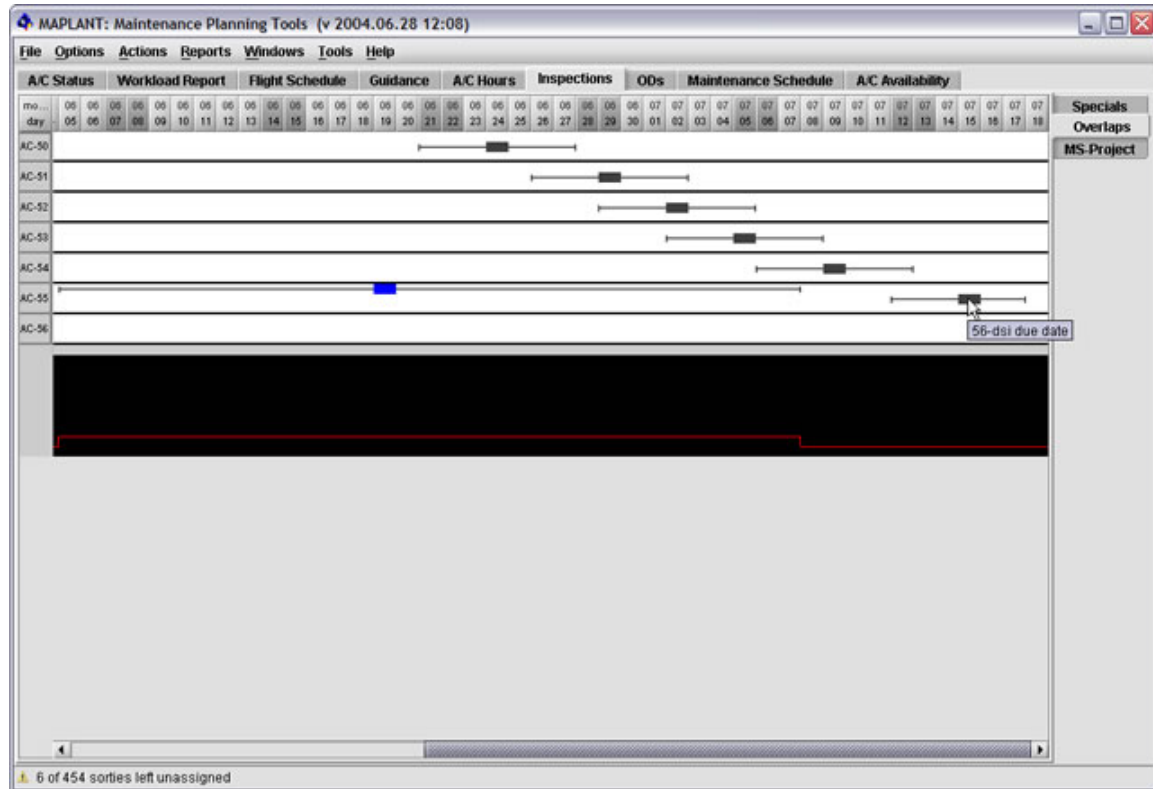 MAPLANT: Maintenance Planning Tools (v 2004.06.28 12:08)
File Options Actions Reports Windows Tools Help
A/C Status Workload Report Flight Schedule Guidance A/C Hours Inspections ODs Maintenance Schedule A/C Availability
mo... 06 06 06 06 06 06 06 06 06 06 06 06 06 06 06 06 06 06 06 06 06 06 06 06 06 06 07 07 07 07 07 07 07 07 07 07 07 07 07 07 07 07 07 07
day 05 06 07 08 09 10 11 12 13 14 15 16 17 18 19 20 21 22 23 24 25 26 27 28 29 30 01 02 03 04 05 06 07 08 09 10 11 12 13 14 15 16 17 18
Specials
Overlaps
MS-Project
AC-50
AC-51
AC-52
AC-53
AC-54
AC-55
56-dsi due date
AC-56
6 of 454 sorties left unassigned